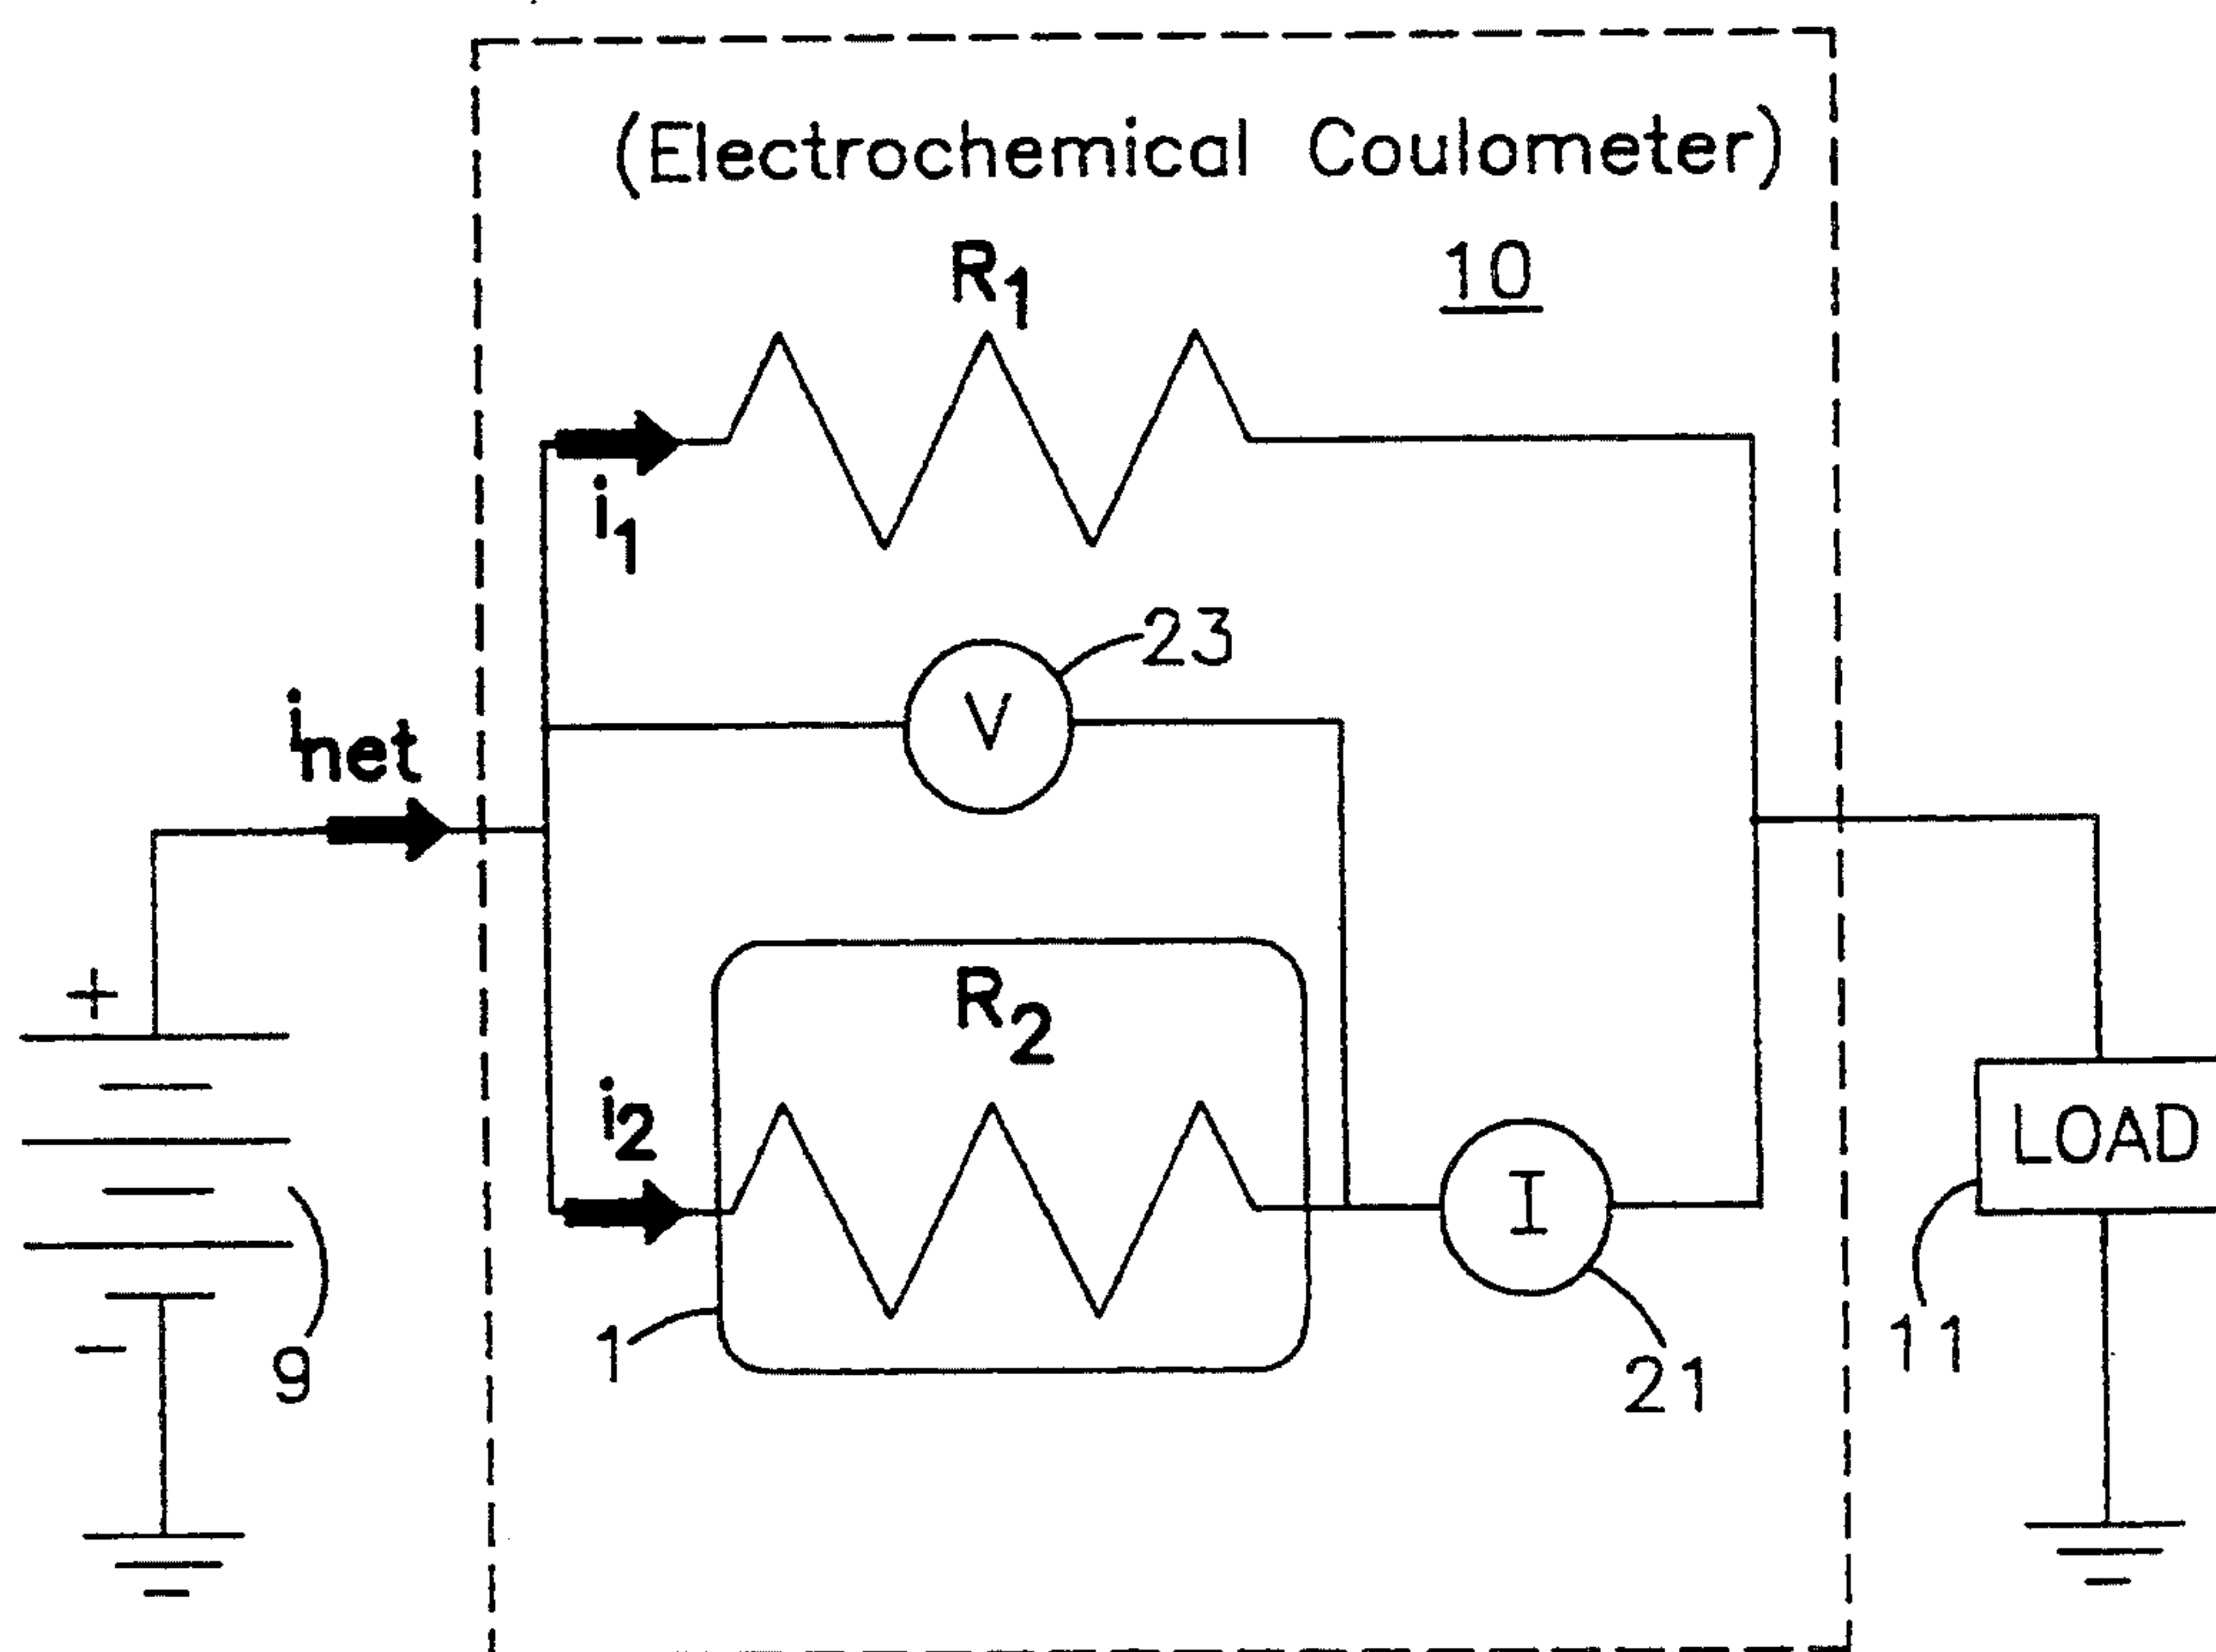 (Electrochemical Coulometer)
10
R1
i1
23
V
inet
+
R2
i2
I
LOAD
1
21
11
9
-